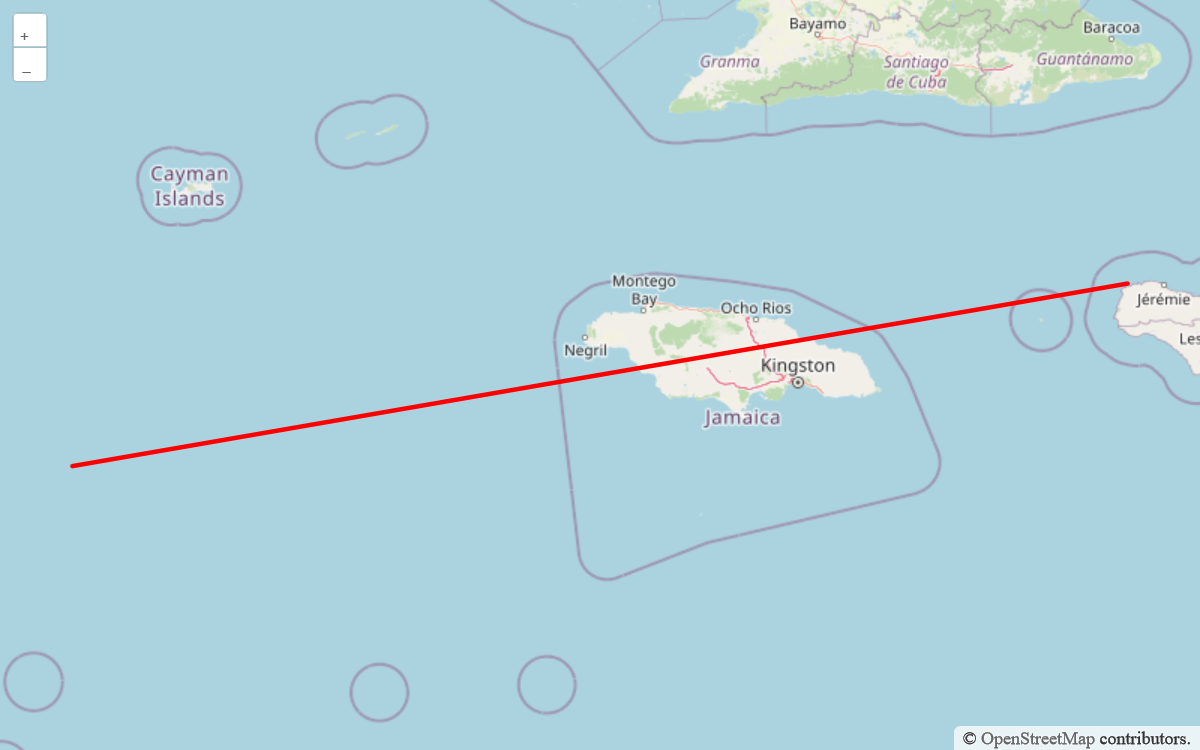 +
–
Bayamo
Baracoa
Granma
Santiago
de Cuba
Guantánamo
Cayman
Islands
Montego
Bay
Ocho Rios
Jérémie
Negril
Les
Kingston
Jamaica
© OpenStreetMap contributors.